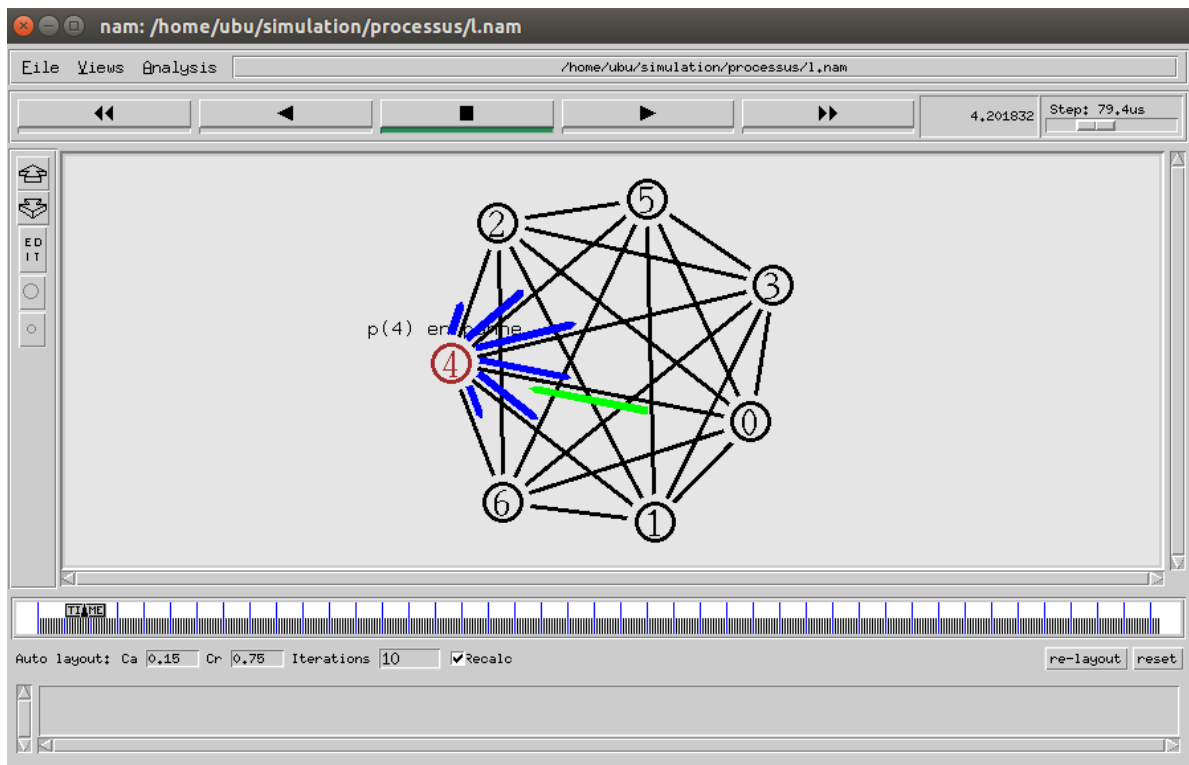 nam: /home/ubu/simulation/processus/l.nam
File Views Analysis /home/ubu/simulation/processus/l.nam
4.201832 Step: 79.4us
ED
IT
5
2
3
p(4) en panne
4
0
6
1
TIME
Auto layout: Ca 0.15 Cr 0.75 Iterations 10 Recalc re-layout reset